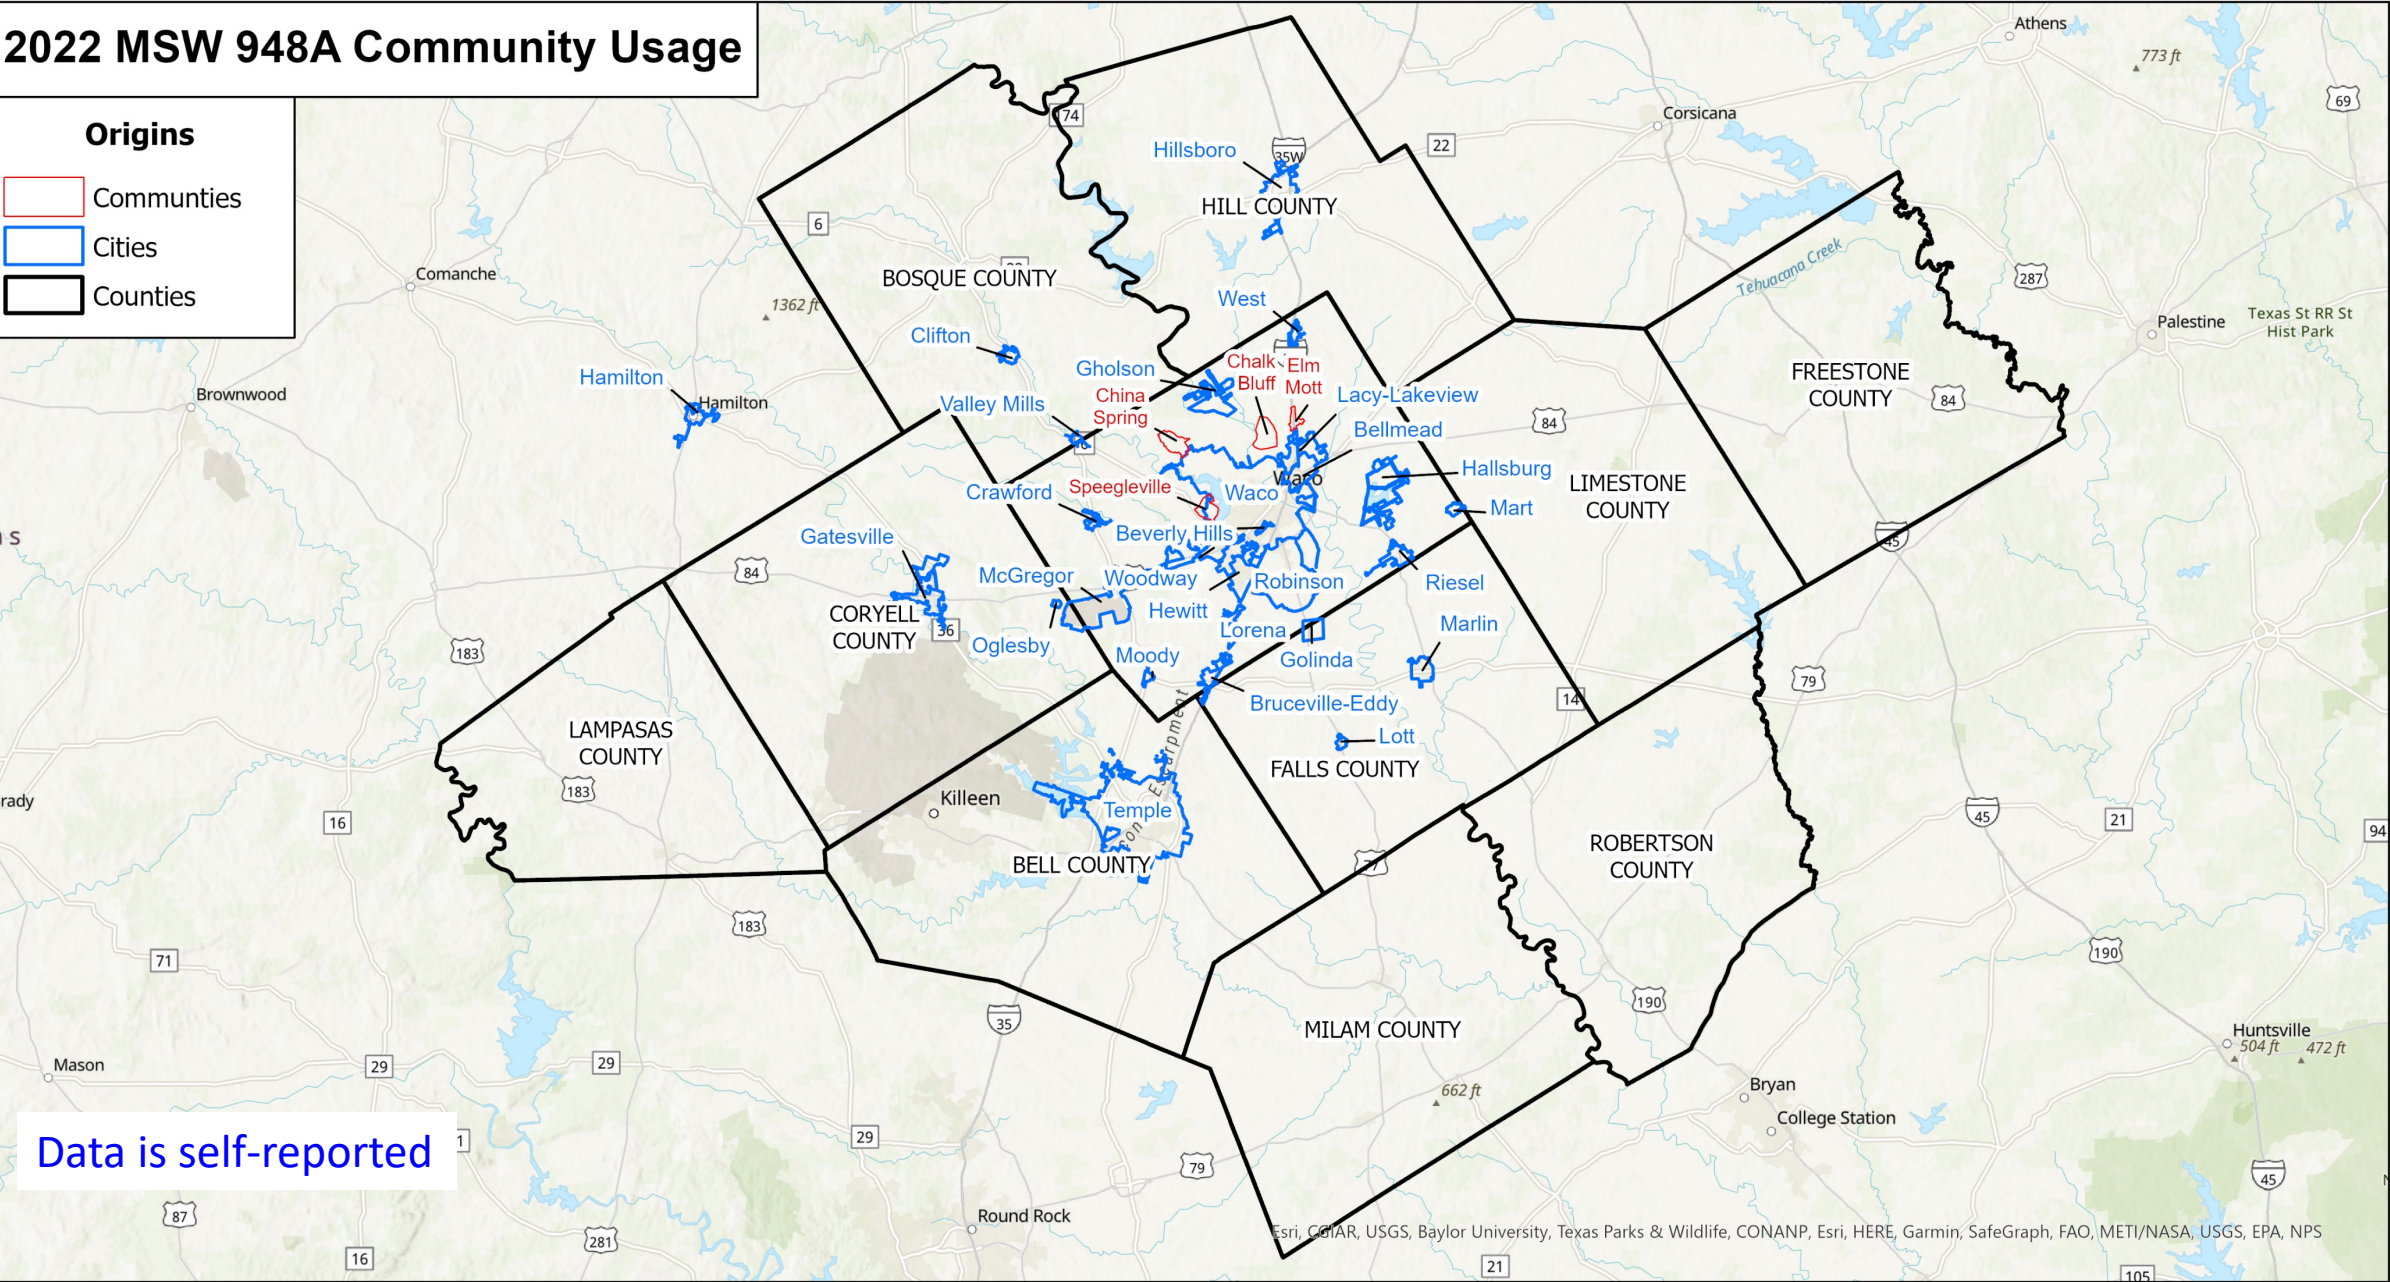 2022 MSW 948A Community Usage
Origins
Communties
Cities
Counties
Athens
773 ft
69
Corsicana
22
74
Hillsboro
35W
HILL COUNTY
6
BOSQUE COUNTY
Comanche
1362 ft
Tehuacana Creek
287
Palestine
Texas St RR St
Hist Park
West
Clifton
Hamilton
Hamilton
Brownwood
Gholson
Chalk
Bluff
Elm
Mott
China
Spring
Valley Mills
Lacy-Lakeview
Bellmead
84
FREESTONE
COUNTY
84
Hallsburg
LIMESTONE
COUNTY
Mart
Crawford
Speegleville
Waco
Waco
Beverly Hills
Gatesville
84
McGregor
Woodway
Robinson
Riesel
Hewitt
45
CORYELL
COUNTY
36
Oglesby
Lorena
Marlin
Moody
Golinda
183
79
14
Bruceville-Eddy
LAMPASAS
COUNTY
183
Lott
FALLS COUNTY
Killeen
Temple
BELL COUNTY
rady
16
77
ROBERTSON
COUNTY
45
21
94
183
71
190
190
35
MILAM COUNTY
Huntsville
504 ft
472 ft
Mason
29
29
662 ft
Bryan
College Station
Data is self-reported
1
29
79
45
87
281
Round Rock
16
21
105
Esri, CGIAR, USGS, Baylor University, Texas Parks & Wildlife, CONANP, Esri, HERE, Garmin, SafeGraph, FAO, METI/NASA, USGS, EPA, NPS